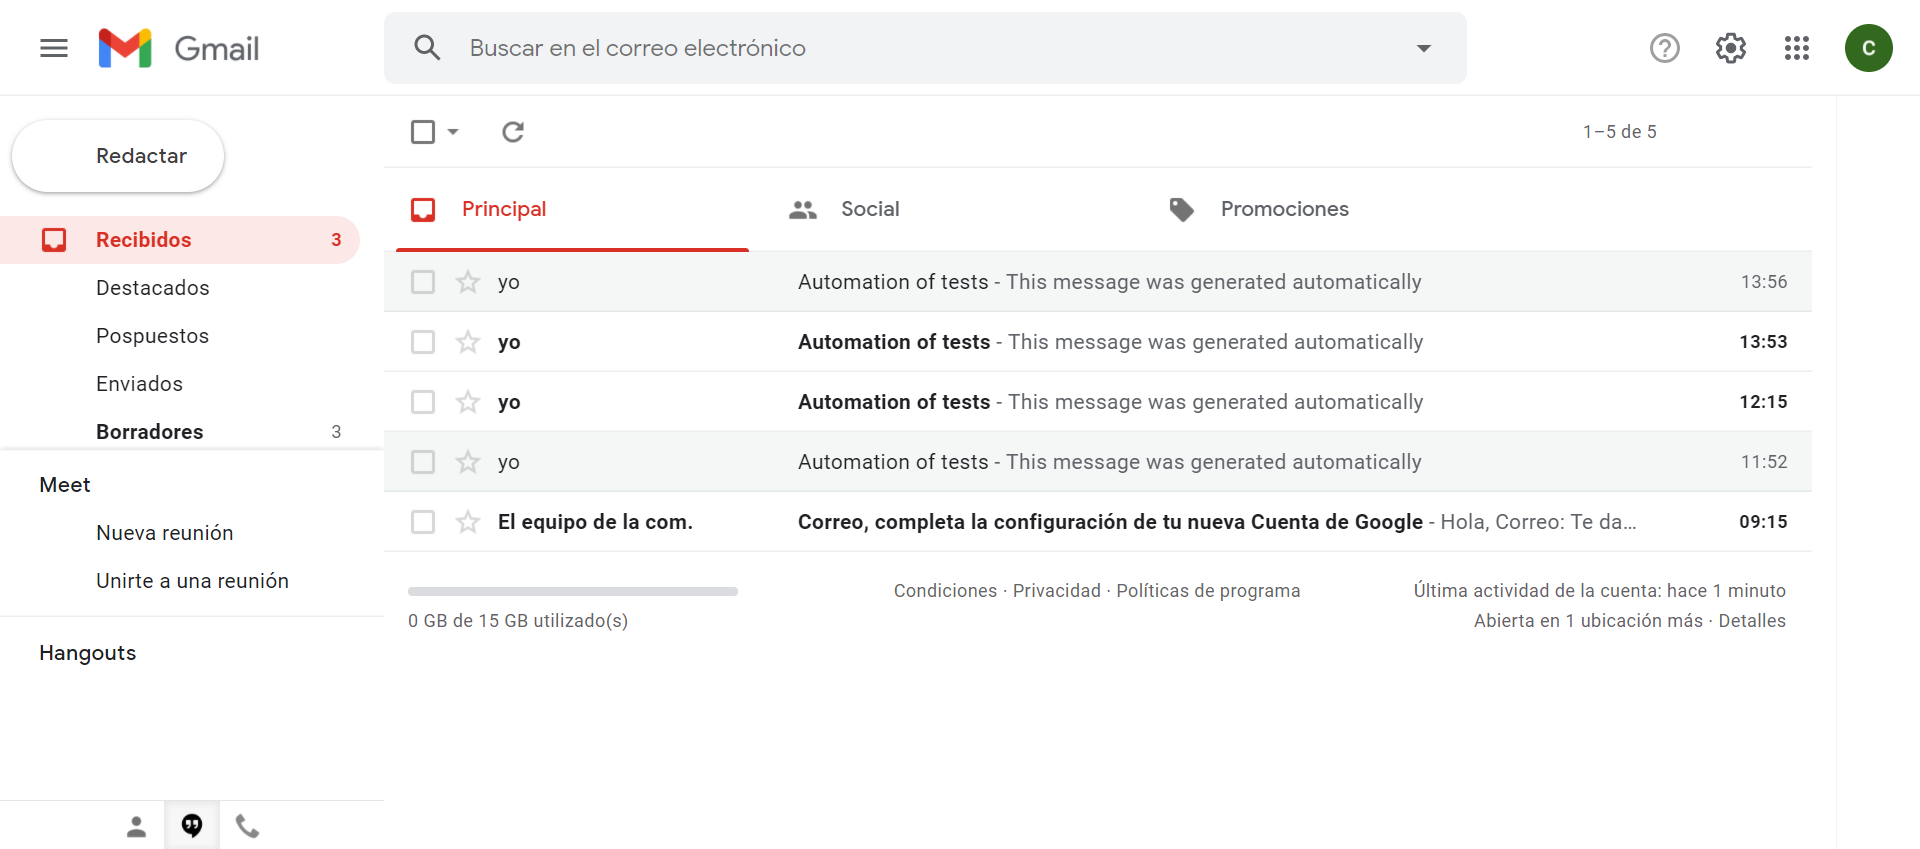 Gmail
Buscar en el correo electrónico
C
Redactar
1–5 de 5
Recibidos 3
Destacados
Pospuestos
Enviados
Borradores 3
Principal Social Promociones
yo Automation of tests - This message was generated automatically 13:56
yo Automation of tests - This message was generated automatically 13:53
yo Automation of tests - This message was generated automatically 12:15
yo Automation of tests - This message was generated automatically 11:52
El equipo de la com. Correo, completa la configuración de tu nueva Cuenta de Google - Hola, Correo: Te da… 09:15
Meet
Nueva reunión
Unirte a una reunión
Hangouts
0 GB de 15 GB utilizado(s)
Condiciones · Privacidad · Políticas de programa
Última actividad de la cuenta: hace 1 minuto
Abierta en 1 ubicación más · Detalles